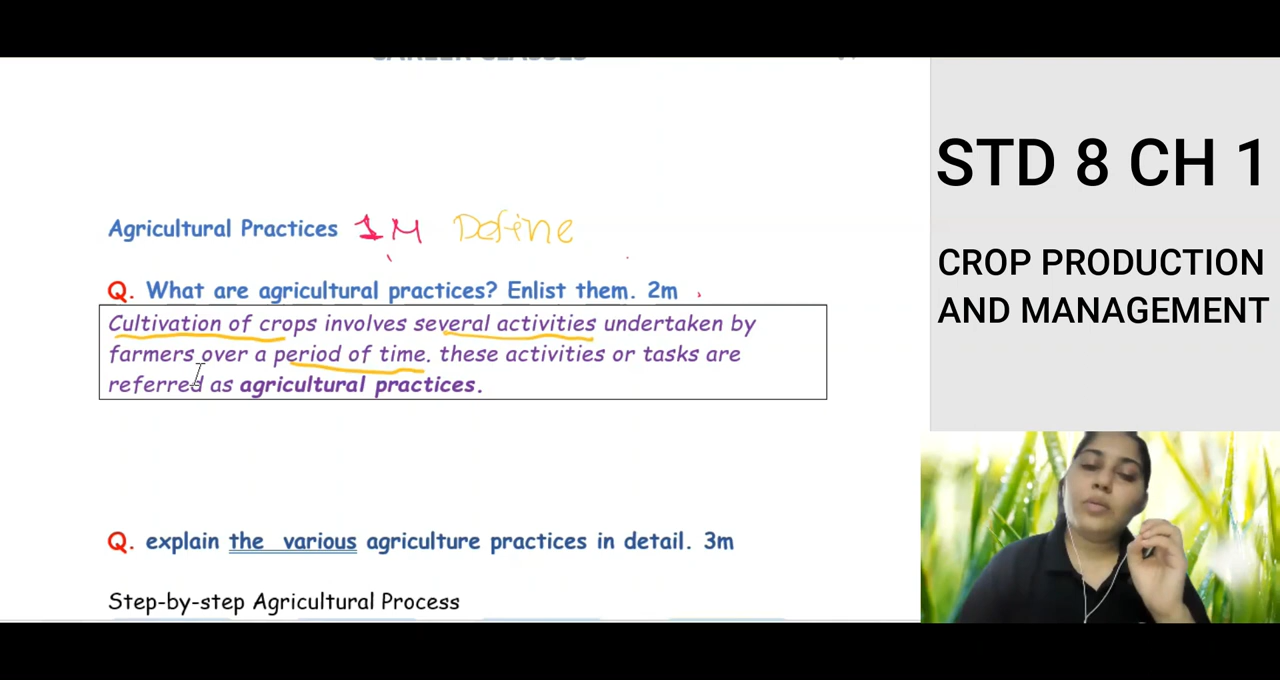 Agricultural Practices 1M Define
Q. What are agricultural practices? Enlist them. 2m
Cultivation of crops involves several activities undertaken by
farmers over a period of time. these activities or tasks are
referred as agricultural practices.
Q. explain the various agriculture practices in detail. 3m
Step-by-step Agricultural Process
STD 8 CH 1
CROP PRODUCTION
AND MANAGEMENT